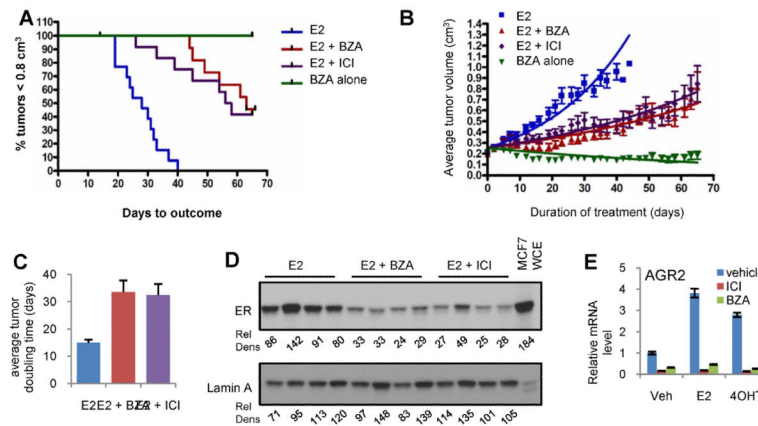 A
% tumors < 0.8 cm³
110
100
90
80
70
60
50
40
30
20
10
0
0 10 20 30 40 50 60 70
Days to outcome
E2
E2 + BZA
E2 + ICI
BZA alone
B
Average tumor volume (cm³)
1.4
1.3
1.2
1.1
1.0
0.9
0.8
0.7
0.6
0.5
0.4
0.3
0.2
0.1
0.0
0 10 20 30 40 50 60 70
Duration of treatment (days)
E2
E2 + BZA
E2 + ICI
BZA alone
C
average tumor
doubling time (days)
40
30
20
10
0
E2 E2 + BZA E2 + ICI
D
E2 E2 + BZA E2 + ICI MCF7 WCE
ER
Rel Dens 86 142 91 80 33 33 24 29 27 49 25 28 184
Lamin A
Rel Dens 71 95 113 120 97 148 83 139 114 135 101 105
E
AGR2
Relative mRNA
level
5
4
3
2
1
0
Veh E2 4OHT
vehicle
ICI
BZA